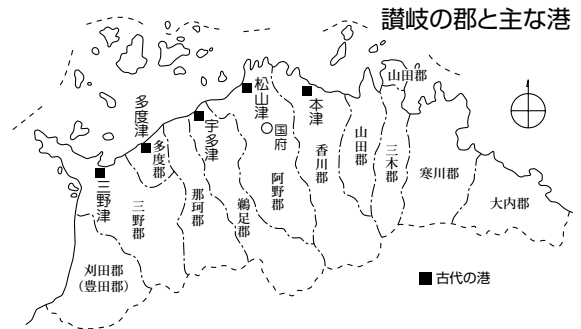 讃岐の郡と主な港
山田郡
松山津
本津
多度津
宇多津
国府
多度郡
山田郡
三木郡
香川郡
寒川郡
阿野郡
三野津
三野郡
那珂郡
鵜足郡
大内郡
刈田郡
（豊田郡）
■古代の港